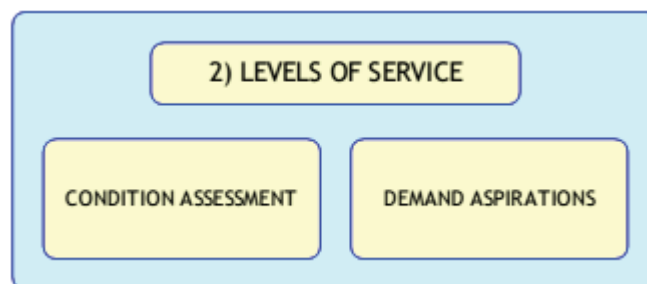 2) LEVELS OF SERVICE
CONDITION ASSESSMENT
DEMAND ASPIRATIONS